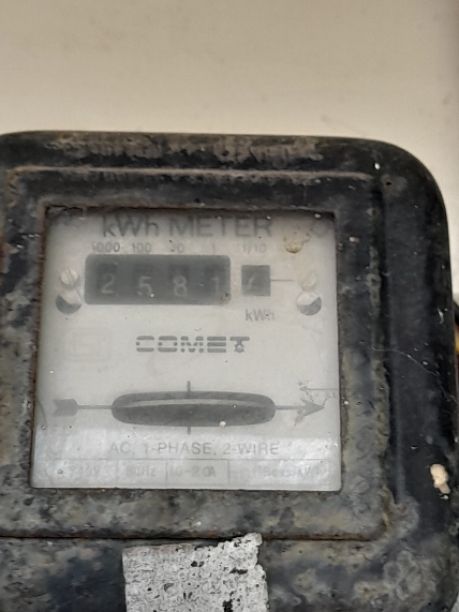 kWh METER
1000 100 10 1 1/10
2 5 8 1
kWh
COMET
AC, 1-PHASE, 2-WIRE